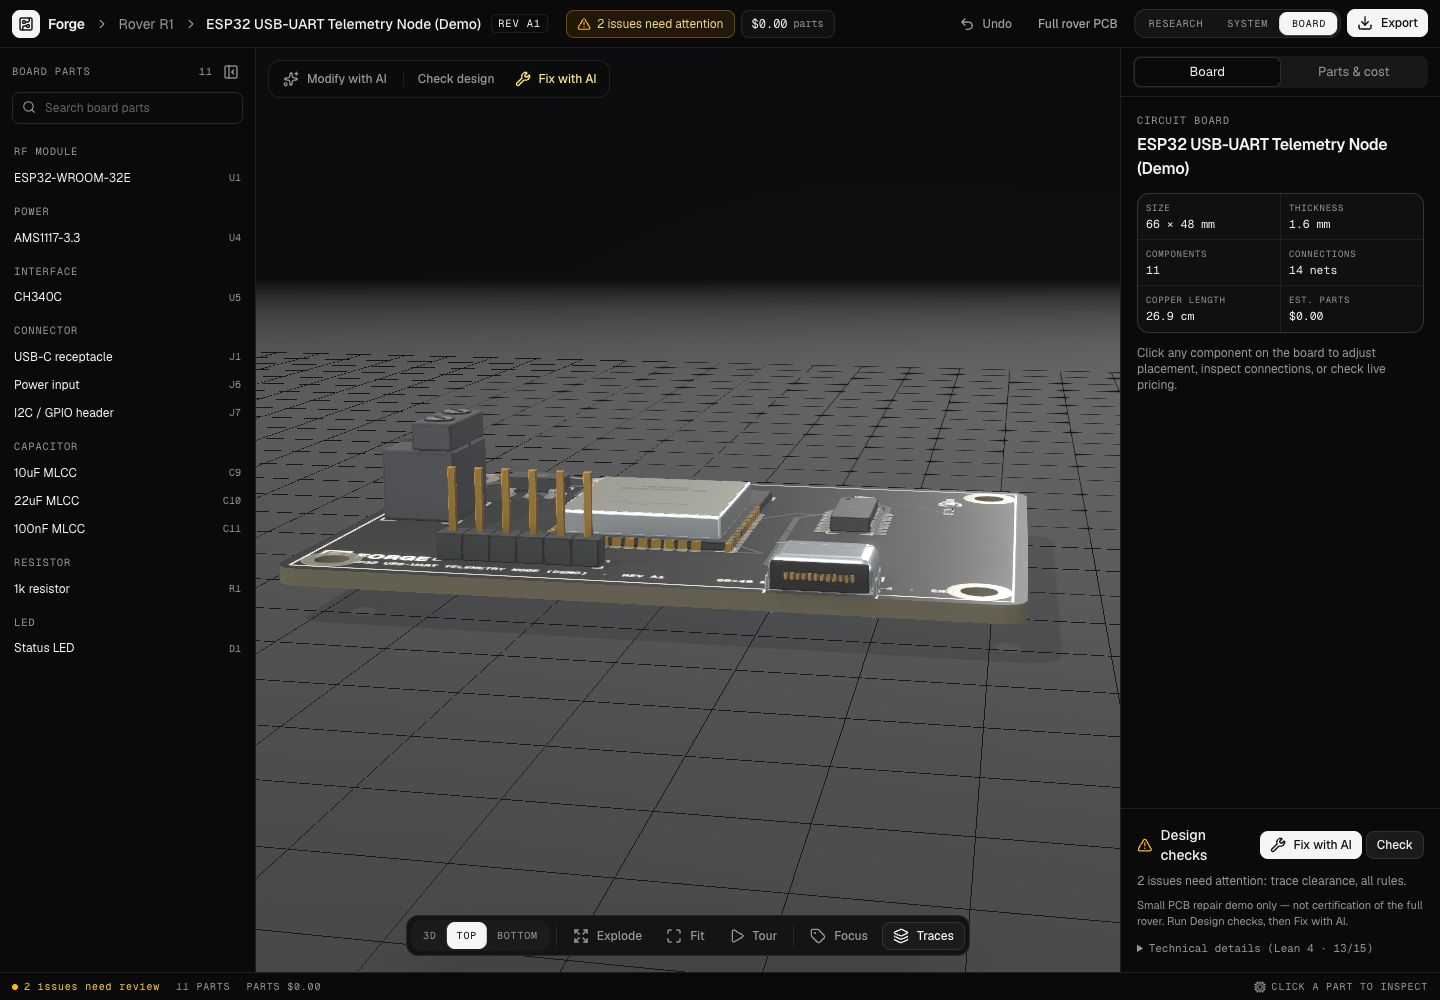 Forge
Rover R1
ESP32 USB-UART Telemetry Node (Demo)
REV A1
2 issues need attention
$0.00 parts
Undo
Full rover PCB
RESEARCH
SYSTEM
BOARD
Export
BOARD PARTS
11
Search board parts
RF MODULE
ESP32-WROOM-32E U1
POWER
AMS1117-3.3 U4
INTERFACE
CH340C U5
CONNECTOR
USB-C receptacle J1
Power input J6
I2C / GPIO header J7
CAPACITOR
10uF MLCC C9
22uF MLCC C10
100nF MLCC C11
RESISTOR
1k resistor R1
LED
Status LED D1
Modify with AI
Check design
Fix with AI
FORGE
USB-UART TELEMETRY NODE (DEMO) - REV A1
3D
TOP
BOTTOM
Explode
Fit
Tour
Focus
Traces
Board
Parts & cost
CIRCUIT BOARD
ESP32 USB-UART Telemetry Node
(Demo)
SIZE
66 × 48 mm
THICKNESS
1.6 mm
COMPONENTS
11
CONNECTIONS
14 nets
COPPER LENGTH
26.9 cm
EST. PARTS
$0.00
Click any component on the board to adjust
placement, inspect connections, or check live
pricing.
Design
checks
Fix with AI
Check
2 issues need attention: trace clearance, all rules.
Small PCB repair demo only — not certification of the full
rover. Run Design checks, then Fix with AI.
Technical details (Lean 4 · 13/15)
2 issues need review
11 PARTS
PARTS $0.00
CLICK A PART TO INSPECT